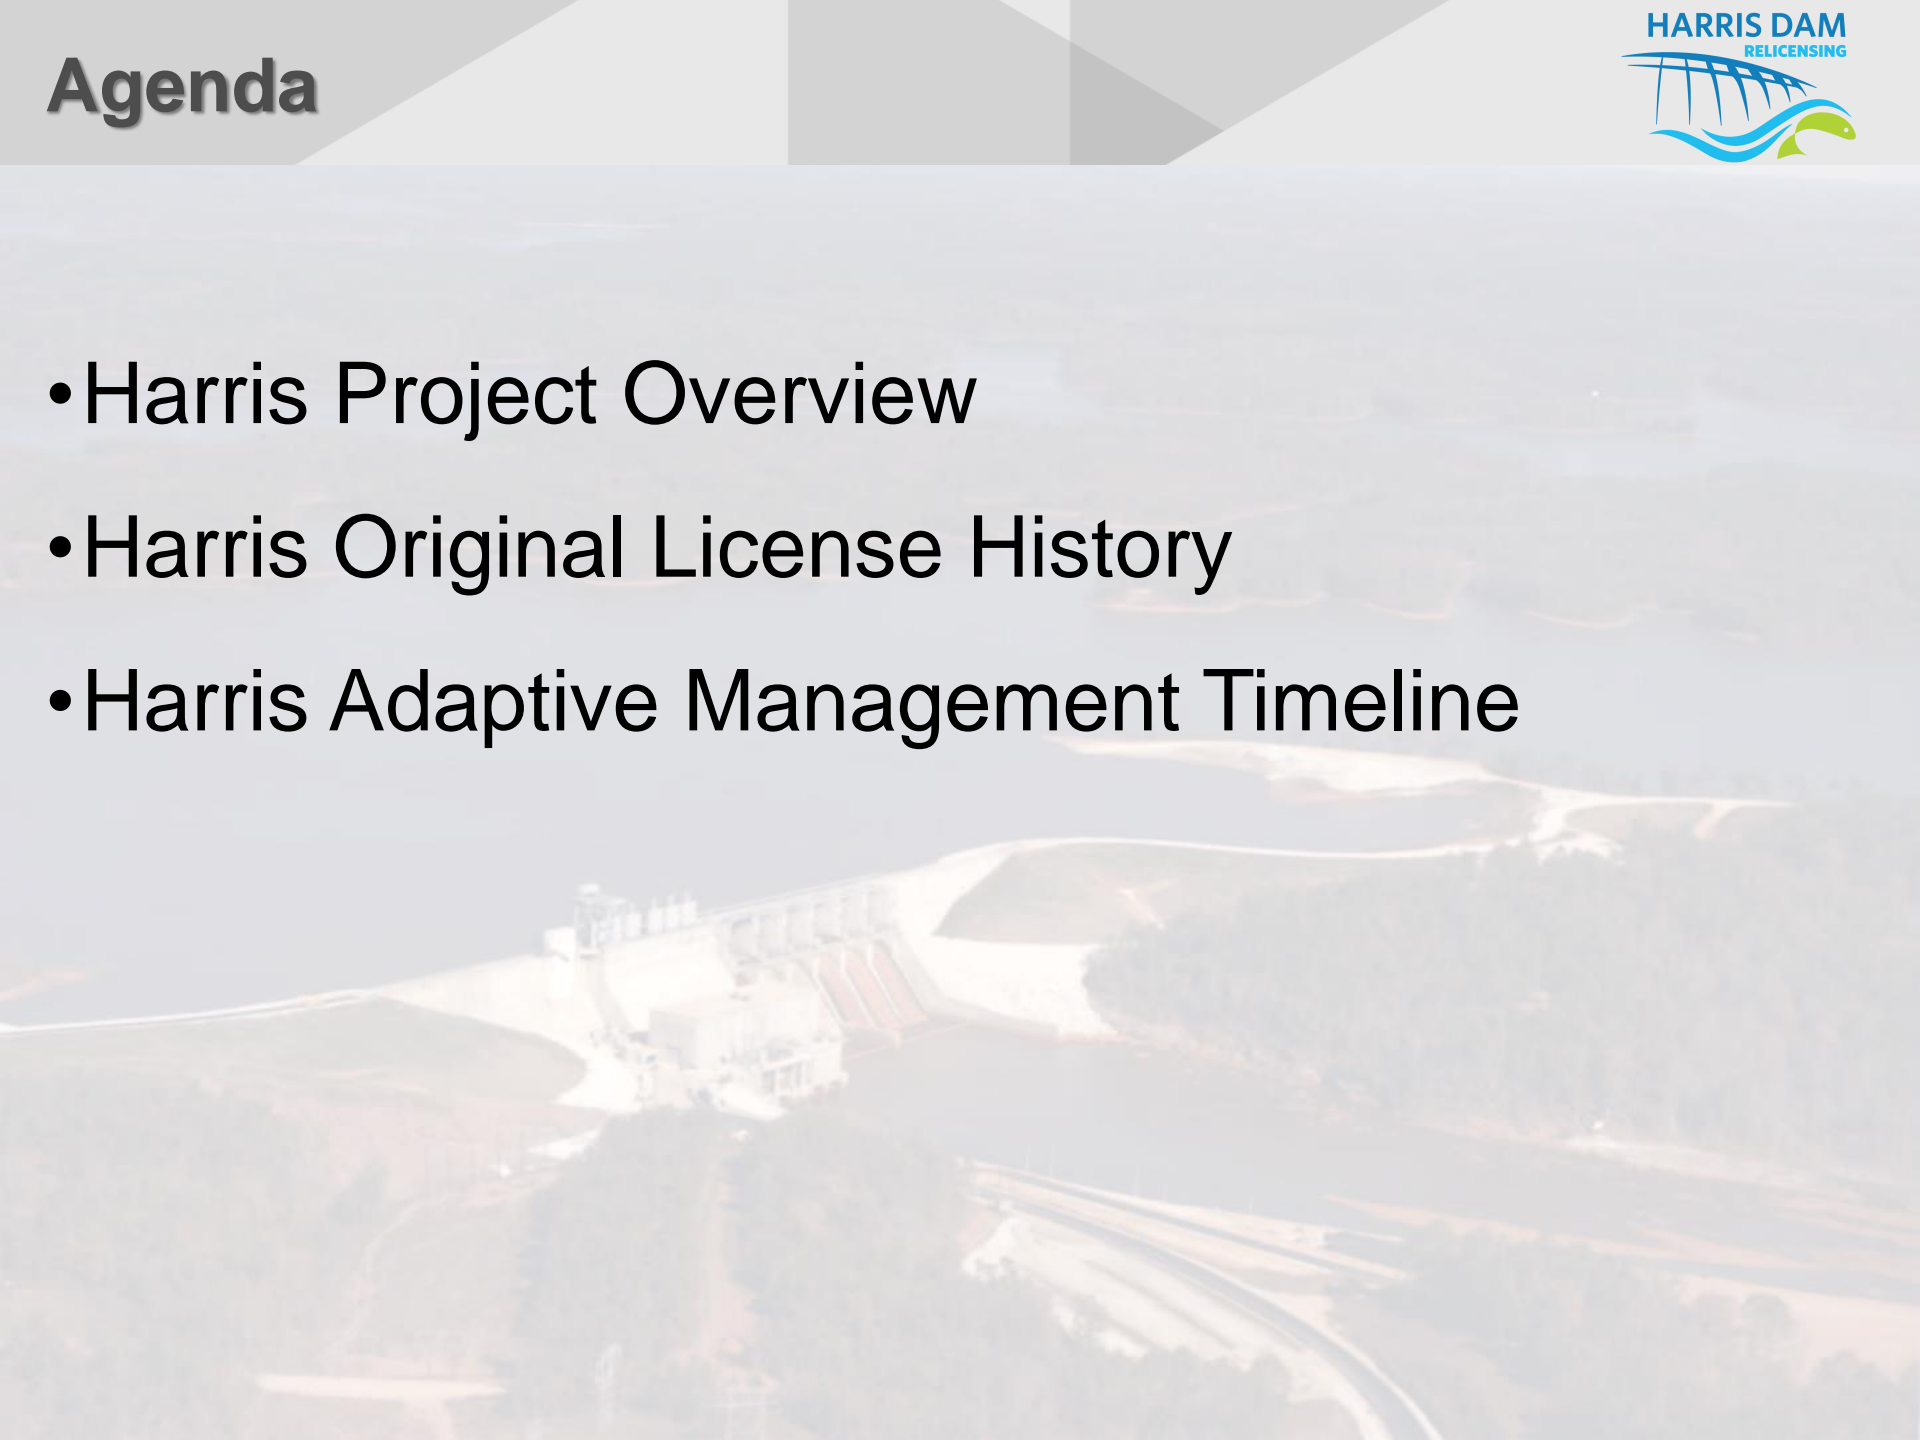 Agenda
HARRIS DAM
RELICENSING
•Harris Project Overview
•Harris Original License History
•Harris Adaptive Management Timeline